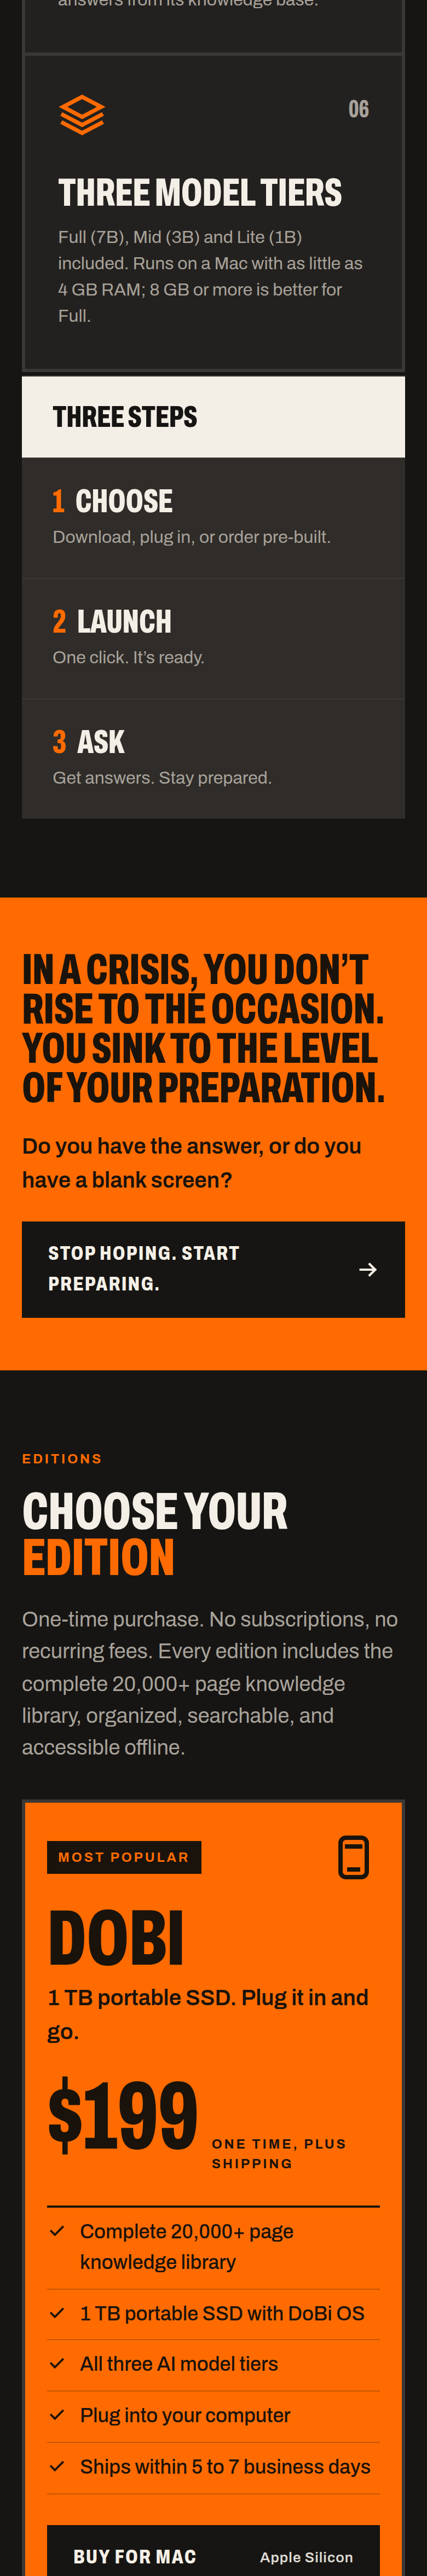 answers from its knowledge base.
06
THREE MODEL TIERS
Full (7B), Mid (3B) and Lite (1B)
included. Runs on a Mac with as little as
4 GB RAM; 8 GB or more is better for
Full.
THREE STEPS
1 CHOOSE
Download, plug in, or order pre-built.
2 LAUNCH
One click. It’s ready.
3 ASK
Get answers. Stay prepared.
IN A CRISIS, YOU DON’T
RISE TO THE OCCASION.
YOU SINK TO THE LEVEL
OF YOUR PREPARATION.
Do you have the answer, or do you
have a blank screen?
STOP HOPING. START
PREPARING.
EDITIONS
CHOOSE YOUR
EDITION
One-time purchase. No subscriptions, no
recurring fees. Every edition includes the
complete 20,000+ page knowledge
library, organized, searchable, and
accessible offline.
MOST POPULAR
DOBI
1 TB portable SSD. Plug it in and
go.
$199 ONE TIME, PLUS
SHIPPING
Complete 20,000+ page
knowledge library
1 TB portable SSD with DoBi OS
All three AI model tiers
Plug into your computer
Ships within 5 to 7 business days
BUY FOR MAC Apple Silicon